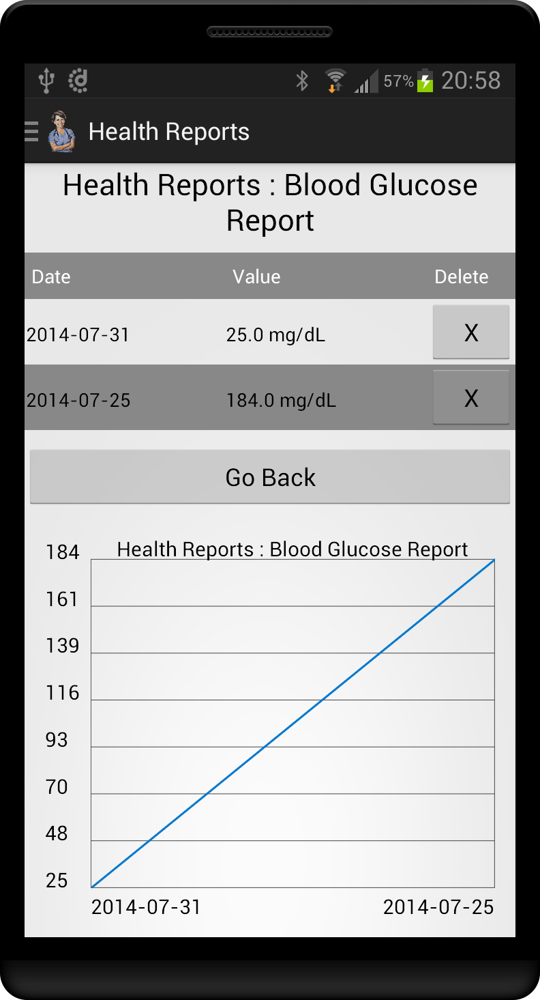 57% 20:58
Health Reports
Health Reports : Blood Glucose
Report
Date Value Delete
2014-07-31 25.0 mg/dL X
2014-07-25 184.0 mg/dL X
Go Back
Health Reports : Blood Glucose Report
184
161
139
116
93
70
48
25
2014-07-31 2014-07-25